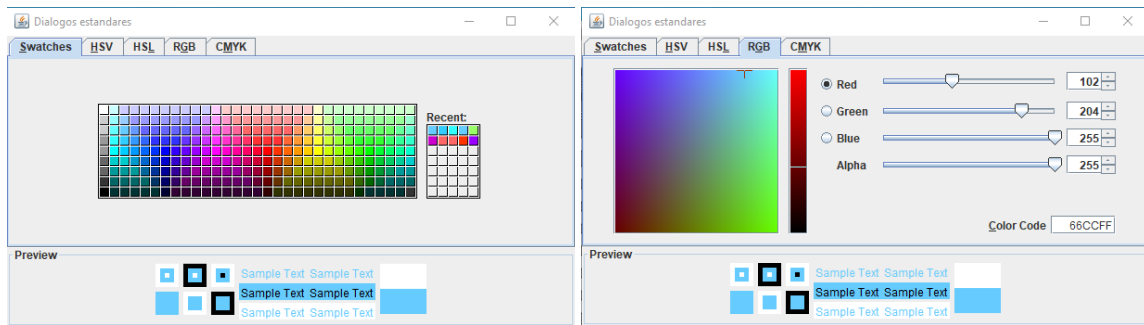 Dialogos estandares
Swatches HSV HSL RGB CMYK
Recent:
Preview
Sample Text Sample Text
Sample Text Sample Text
Sample Text Sample Text
Dialogos estandares
Swatches HSV HSL RGB CMYK
Red 102
Green 204
Blue 255
Alpha 255
Color Code 66CCFF
Preview
Sample Text Sample Text
Sample Text Sample Text
Sample Text Sample Text